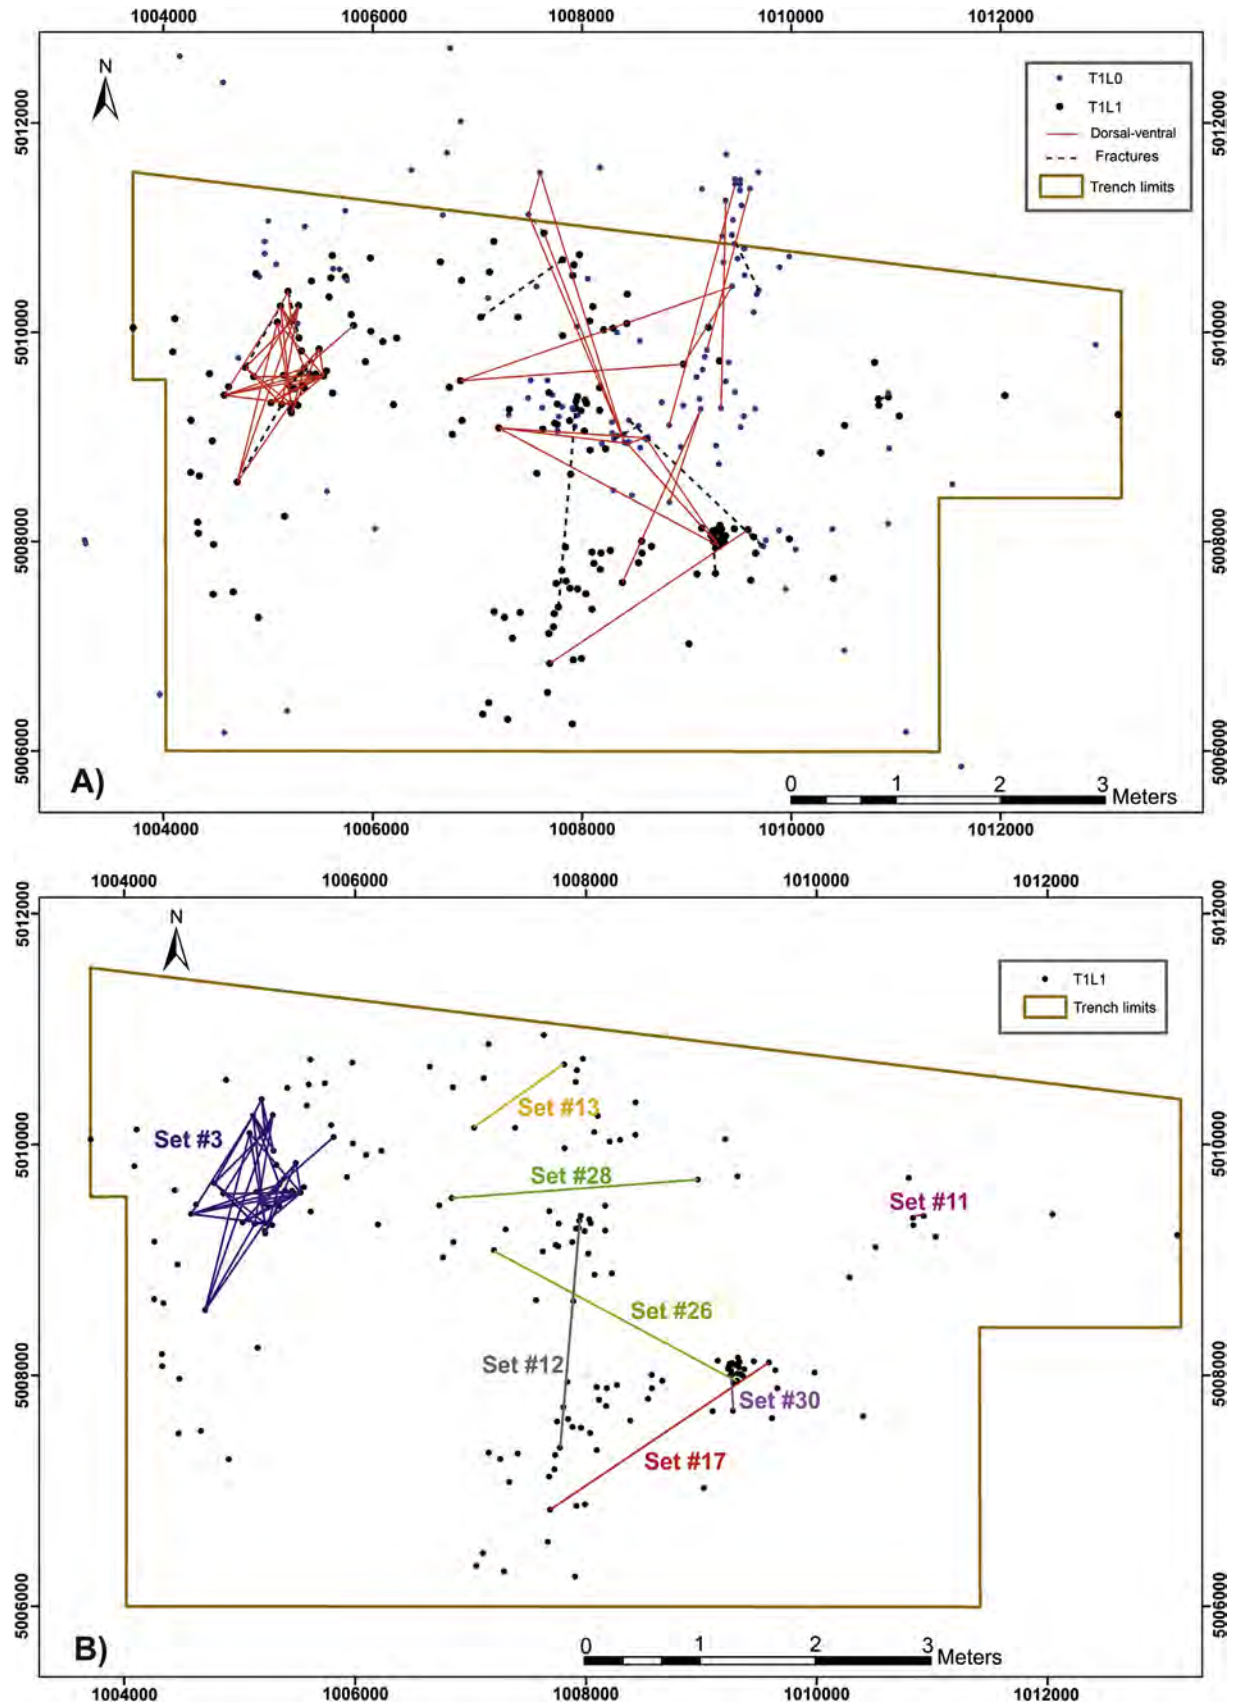 1004000 1006000 1008000 1010000 1012000
N
T1L0
T1L1
Dorsal-ventral
Fractures
Trench limits
5012000 5012000
5010000 5010000
5008000 5008000
5006000 5006000
A)
0 1 2 3
Meters
1004000 1006000 1008000 1010000 1012000
1004000 1006000 1008000 1010000 1012000
N
T1L1
Trench limits
5012000 5012000
5010000 5010000
5008000 5008000
5006000 5006000
Set #13
Set #3
Set #28
Set #11
Set #26
Set #12
Set #30
Set #17
B)
0 1 2 3
Meters
1004000 1006000 1008000 1010000 1012000